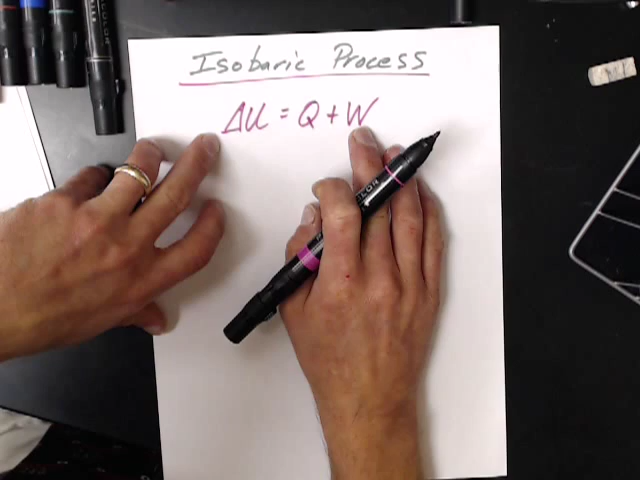 Isobaric Process
ΔU = Q + W